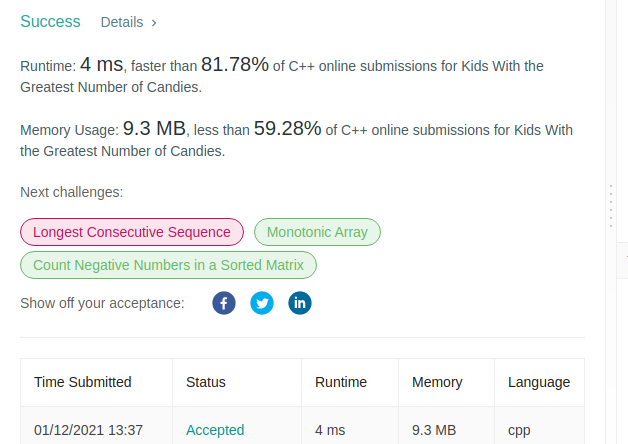 Success Details >
Runtime: 4 ms, faster than 81.78% of C++ online submissions for Kids With the
Greatest Number of Candies.
Memory Usage: 9.3 MB, less than 59.28% of C++ online submissions for Kids With
the Greatest Number of Candies.
Next challenges:
Longest Consecutive Sequence Monotonic Array
Count Negative Numbers in a Sorted Matrix
Show off your acceptance:
Time Submitted Status Runtime Memory Language
01/12/2021 13:37 Accepted 4 ms 9.3 MB cpp